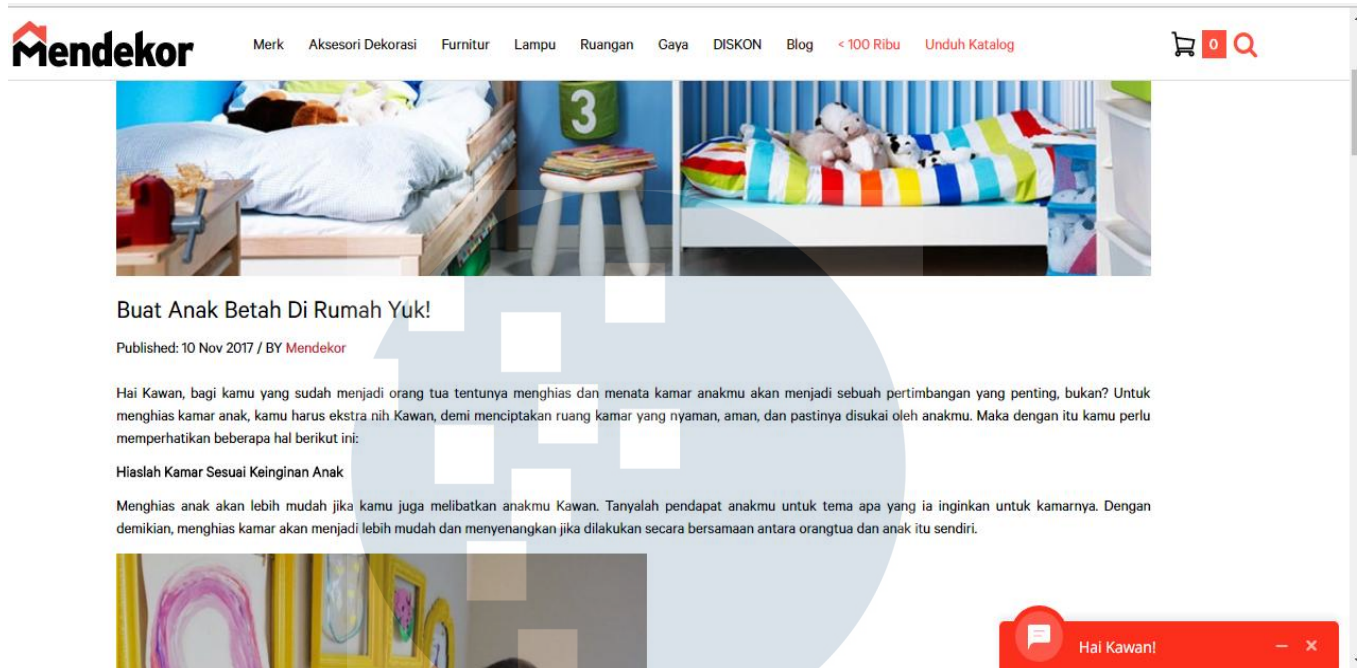 Mendekor
Merk Aksesori Dekorasi Furnitur Lampu Ruangan Gaya DISKON Blog < 100 Ribu Unduh Katalog
0
3
Buat Anak Betah Di Rumah Yuk!
Published: 10 Nov 2017 / BY Mendekor
Hai Kawan, bagi kamu yang sudah menjadi orang tua tentunya menghias dan menata kamar anakmu akan menjadi sebuah pertimbangan yang penting, bukan? Untuk
menghias kamar anak, kamu harus ekstra nih Kawan, demi menciptakan ruang kamar yang nyaman, aman, dan pastinya disukai oleh anakmu. Maka dengan itu kamu perlu
memperhatikan beberapa hal berikut ini:
Hiaslah Kamar Sesuai Keinginan Anak
Menghias anak akan lebih mudah jika kamu juga melibatkan anakmu Kawan. Tanyalah pendapat anakmu untuk tema apa yang ia inginkan untuk kamarnya. Dengan
demikian, menghias kamar akan menjadi lebih mudah dan menyenangkan jika dilakukan secara bersamaan antara orangtua dan anak itu sendiri.
Hai Kawan!